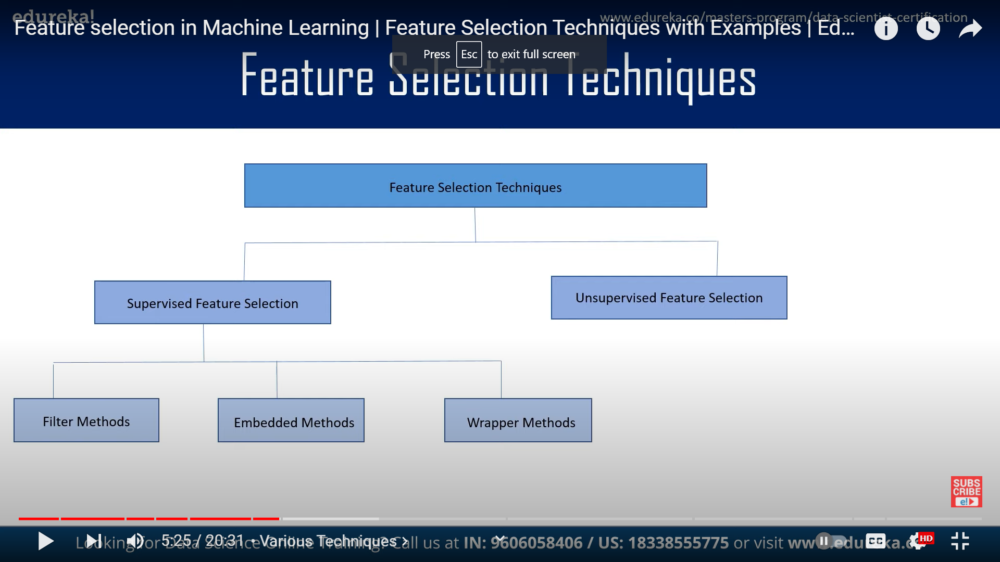 edureka!
www.edureka.co/masters-program/data-scientist-certification
Feature selection in Machine Learning | Feature Selection Techniques with Examples | Ed...
Press Esc to exit full screen
Feature Selection Techniques
Feature Selection Techniques
Supervised Feature Selection
Unsupervised Feature Selection
Filter Methods
Embedded Methods
Wrapper Methods
SUBS
CRIBE
e!
5:25 / 20:31 • Various Techniques
Looking for Data Science Online Training? Call us at IN: 9606058406 / US: 18338555775 or visit
CC
HD